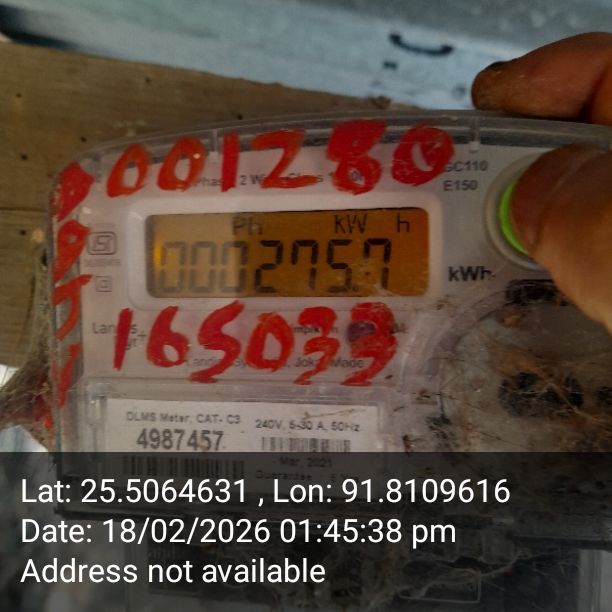 001280
GC110
E150
Ph kW h
0002757
kWh
165033
DLMS Meter, CAT- C3
240V, 5-30 A, 50Hz
4987457
Mar, 2021
Lat: 25.5064631 , Lon: 91.8109616
Date: 18/02/2026 01:45:38 pm
Address not available